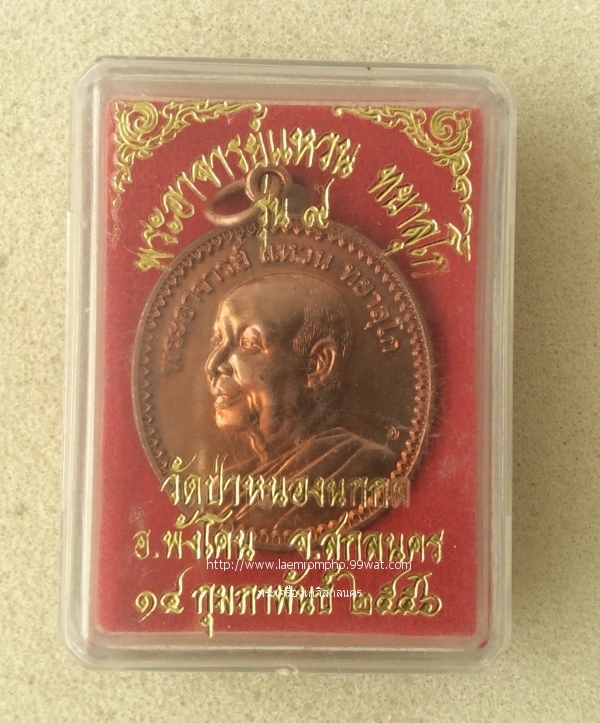 พระอาจารย์แหวน ทยาลุโก
รุ่น ๙
พระอาจารย์ แหวน ทยาลุโก
วัดป่าหนองนกกด
อ.พังโคน จ.สกลนคร
http://www.laemrompho.99wat.com
๑๔ กุมภาพันธ์ ๒๕๕๖